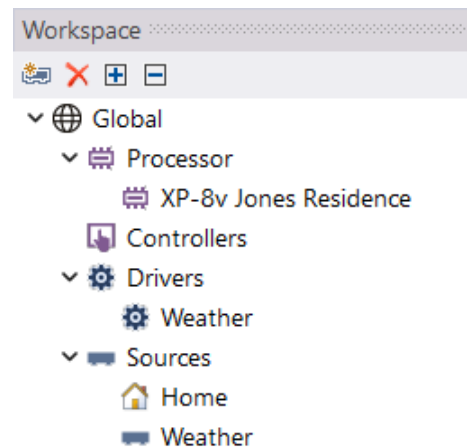 Workspace
Global
Processor
XP-8v Jones Residence
Controllers
Drivers
Weather
Sources
Home
Weather